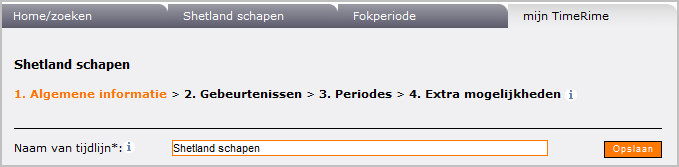 Home/zoeken Shetland schapen Fokperiode mijn TimeRime
Shetland schapen
1. Algemene informatie > 2. Gebeurtenissen > 3. Periodes > 4. Extra mogelijkheden i
Naam van tijdlijn*: i Shetland schapen Opslaan